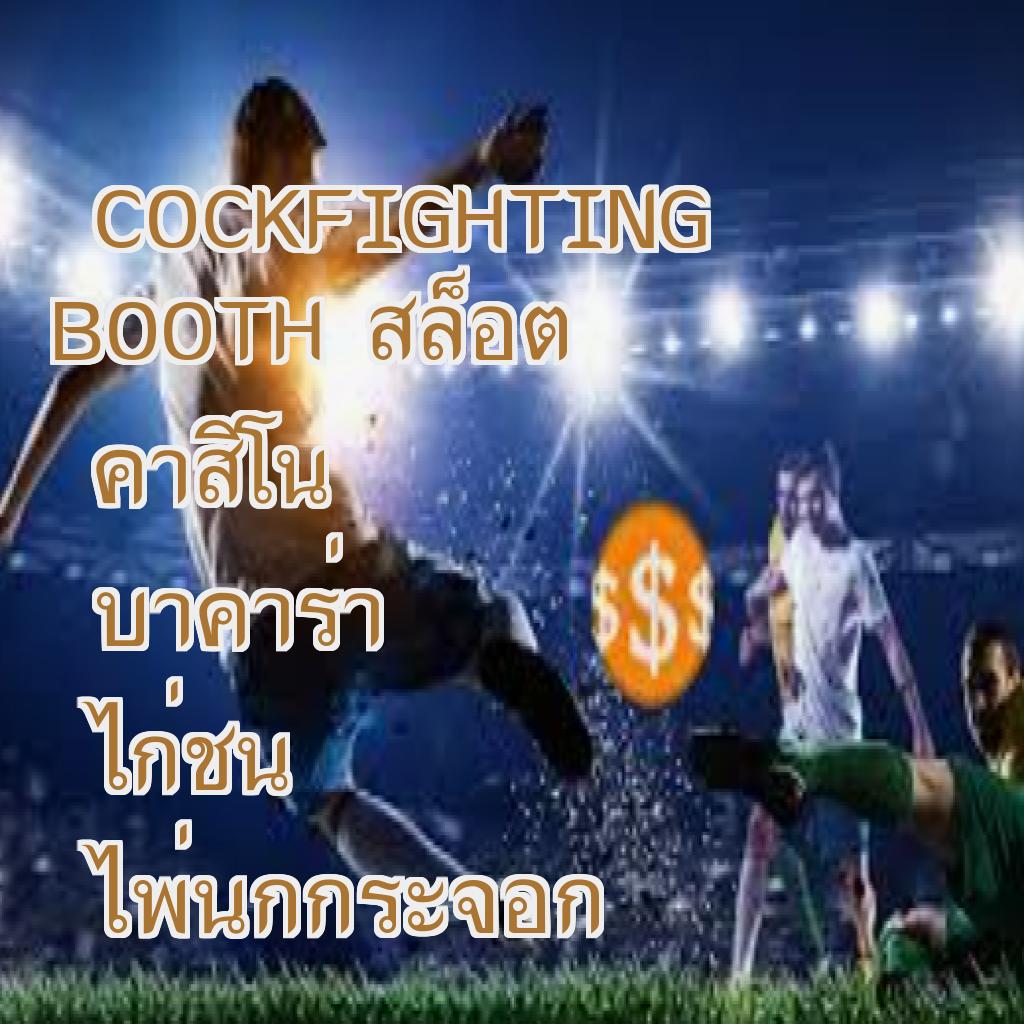 COCKFIGHTING
BOOTH สล็อต
คาสิโน
บาคาร่า
ไก่ชน
ไพ่นกกระจอก
$$$